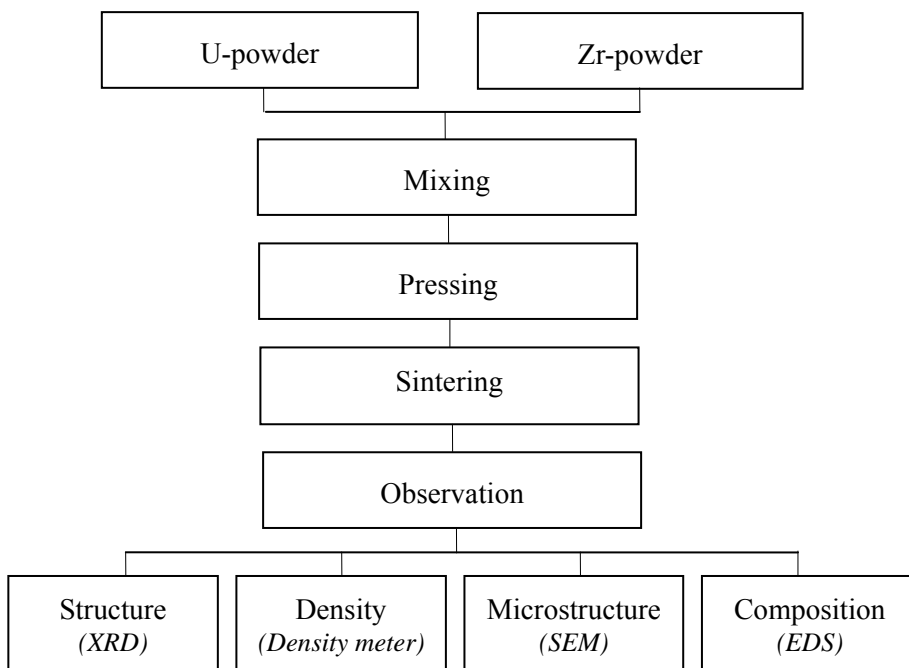 U-powder
Zr-powder
Mixing
Pressing
Sintering
Observation
Structure
(XRD)
Density
(Density meter)
Microstructure
(SEM)
Composition
(EDS)